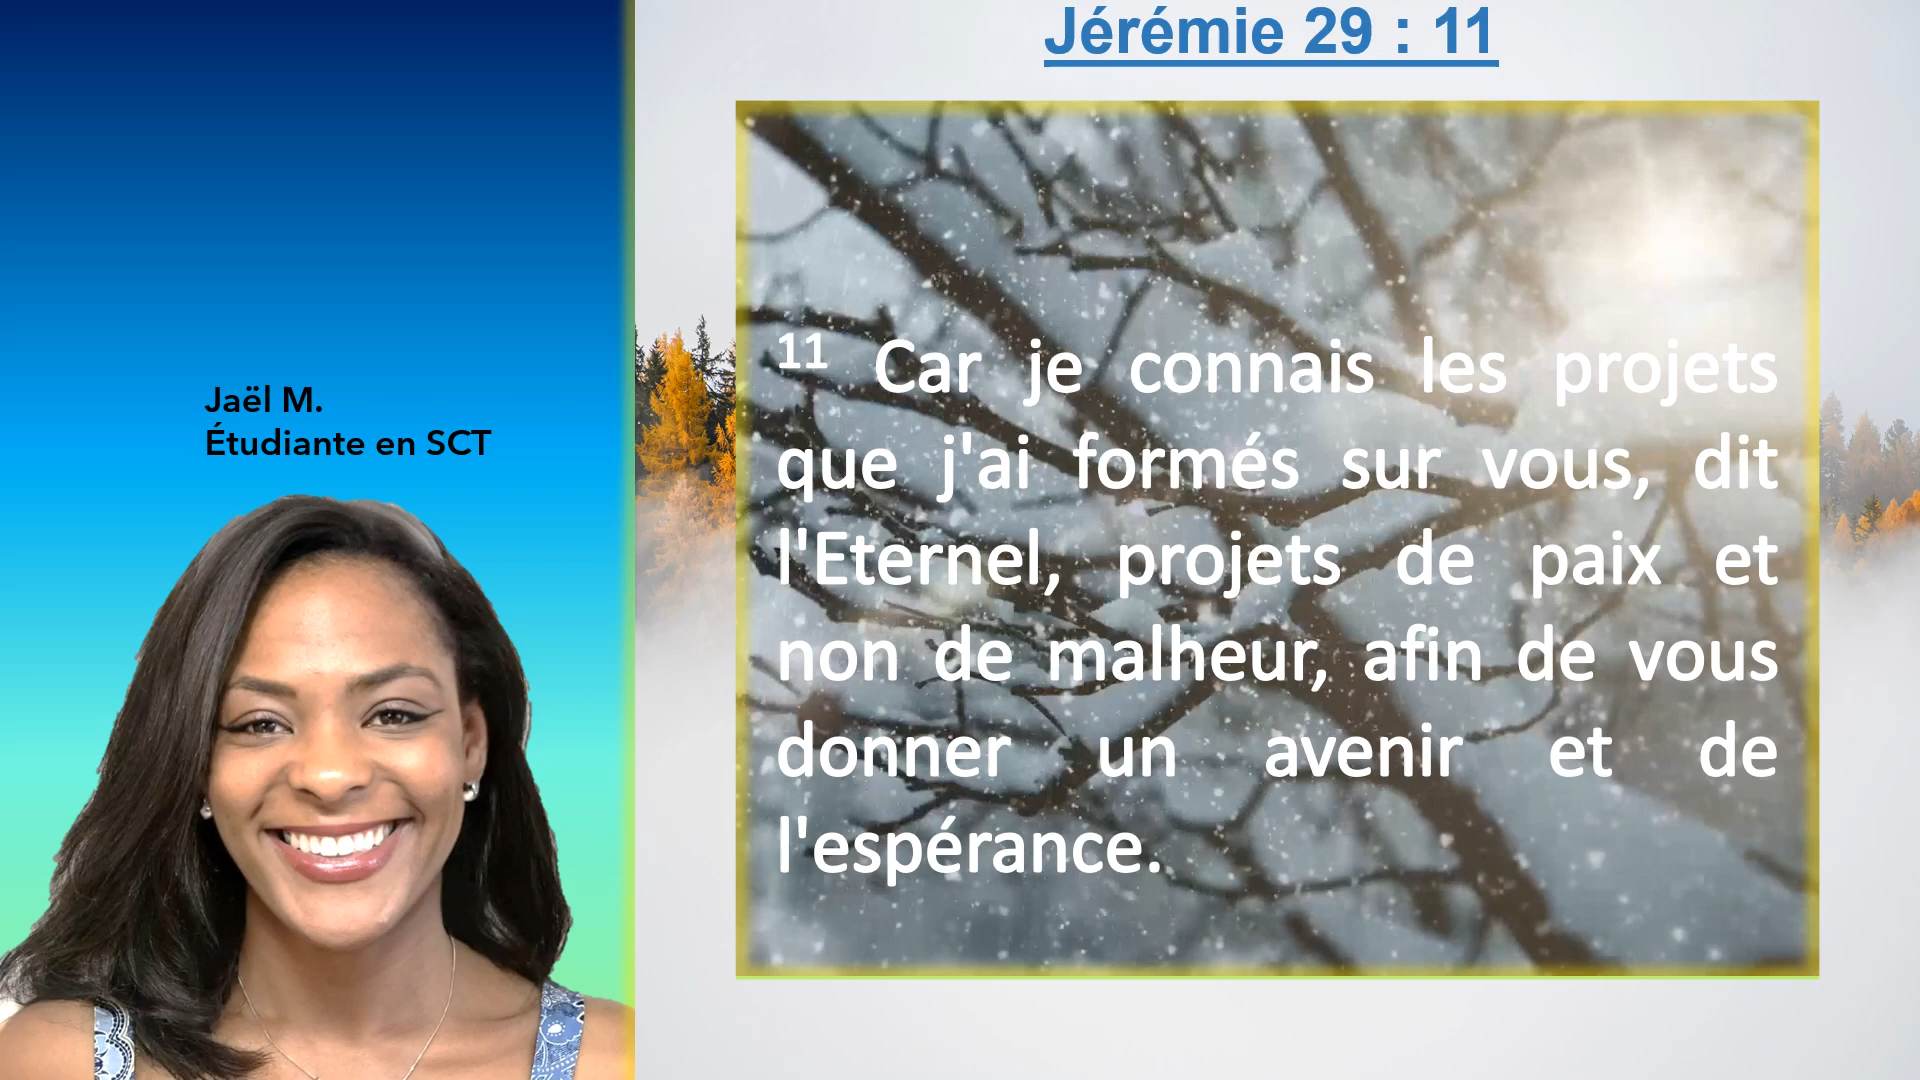 Jérémie 29 : 11
Jaël M.
Étudiante en SCT
11 Car je connais les projets
que j'ai formés sur vous, dit
l'Eternel, projets de paix et
non de malheur, afin de vous
donner un avenir et de
l'espérance.